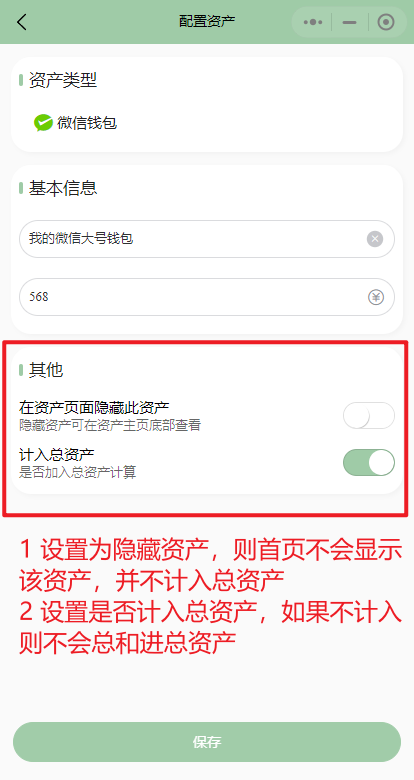 配置资产
资产类型
微信钱包
基本信息
我的微信大号钱包
568
其他
在资产页面隐藏此资产
隐藏资产可在资产主页底部查看
计入总资产
是否加入总资产计算
1 设置为隐藏资产，则首页不会显示
该资产，并不计入总资产
2 设置是否计入总资产，如果不计入
则不会总和进总资产
保存